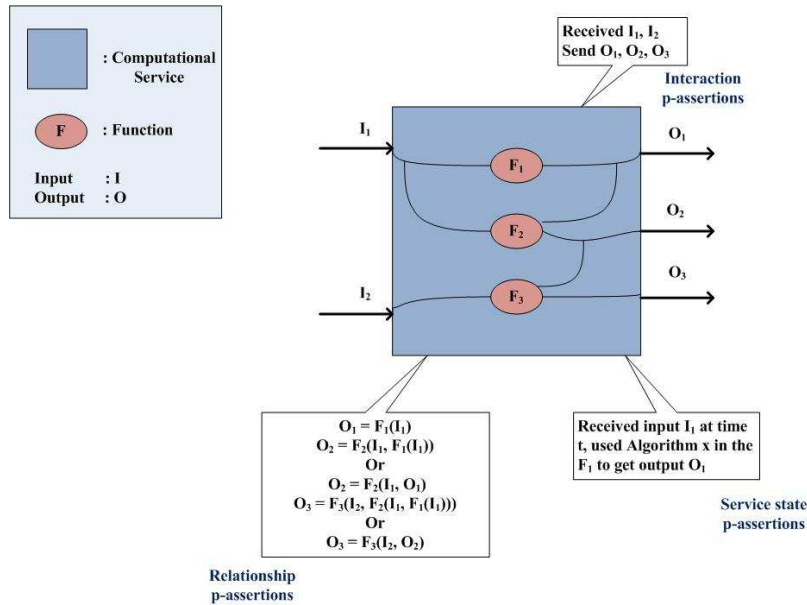 : Computational
Service
F
: Function
Input : I
Output : O
Received I₁, I₂
Send O₁, O₂, O₃
Interaction
p-assertions
I₁
O₁
F₁
F₂
O₂
I₂
F₃
O₃
O₁ = F₁(I₁)
O₂ = F₂(I₁, F₁(I₁))
Or
O₂ = F₂(I₁, O₁)
O₃ = F₃(I₂, F₂(I₁, F₁(I₁)))
Or
O₃ = F₃(I₂, O₂)
Relationship
p-assertions
Received input I₁ at time
t, used Algorithm x in the
F₁ to get output O₁
Service state
p-assertions